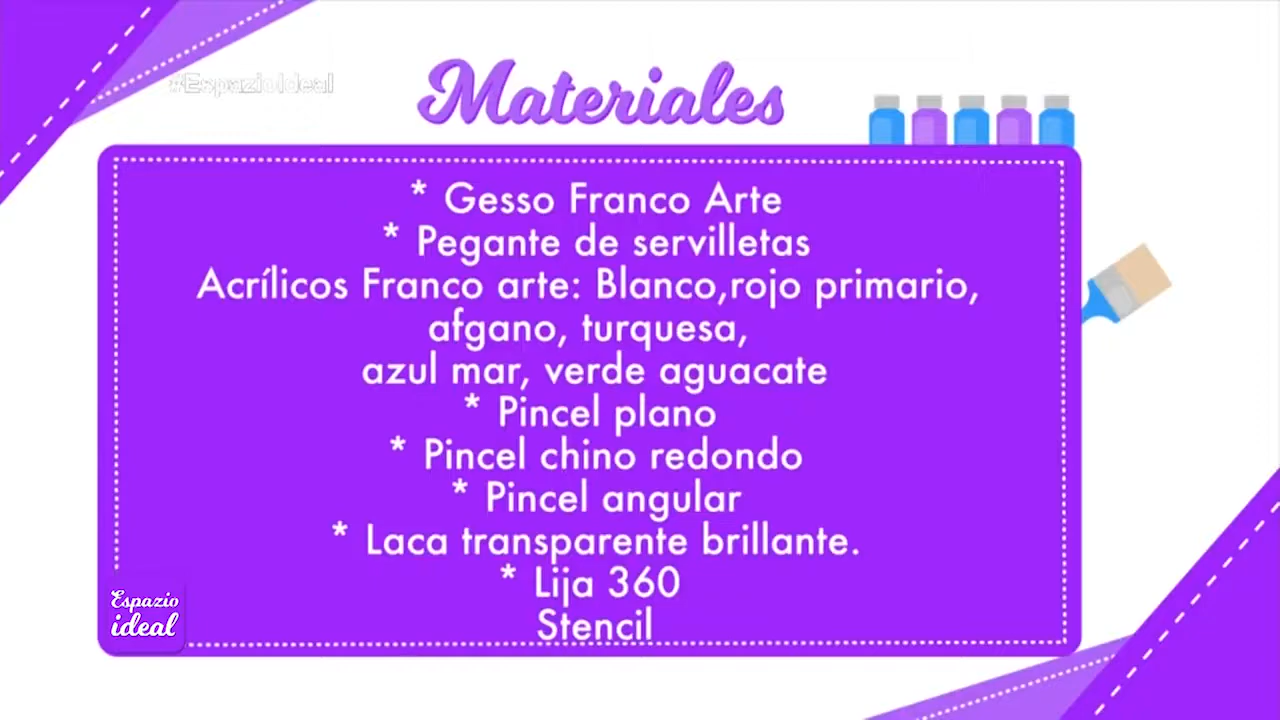 #EspazioIdeal
Materiales
* Gesso Franco Arte
* Pegante de servilletas
Acrílicos Franco arte: Blanco,rojo primario,
afgano, turquesa,
azul mar, verde aguacate
* Pincel plano
* Pincel chino redondo
* Pincel angular
* Laca transparente brillante.
* Lija 360
Stencil
Espazio
ideal